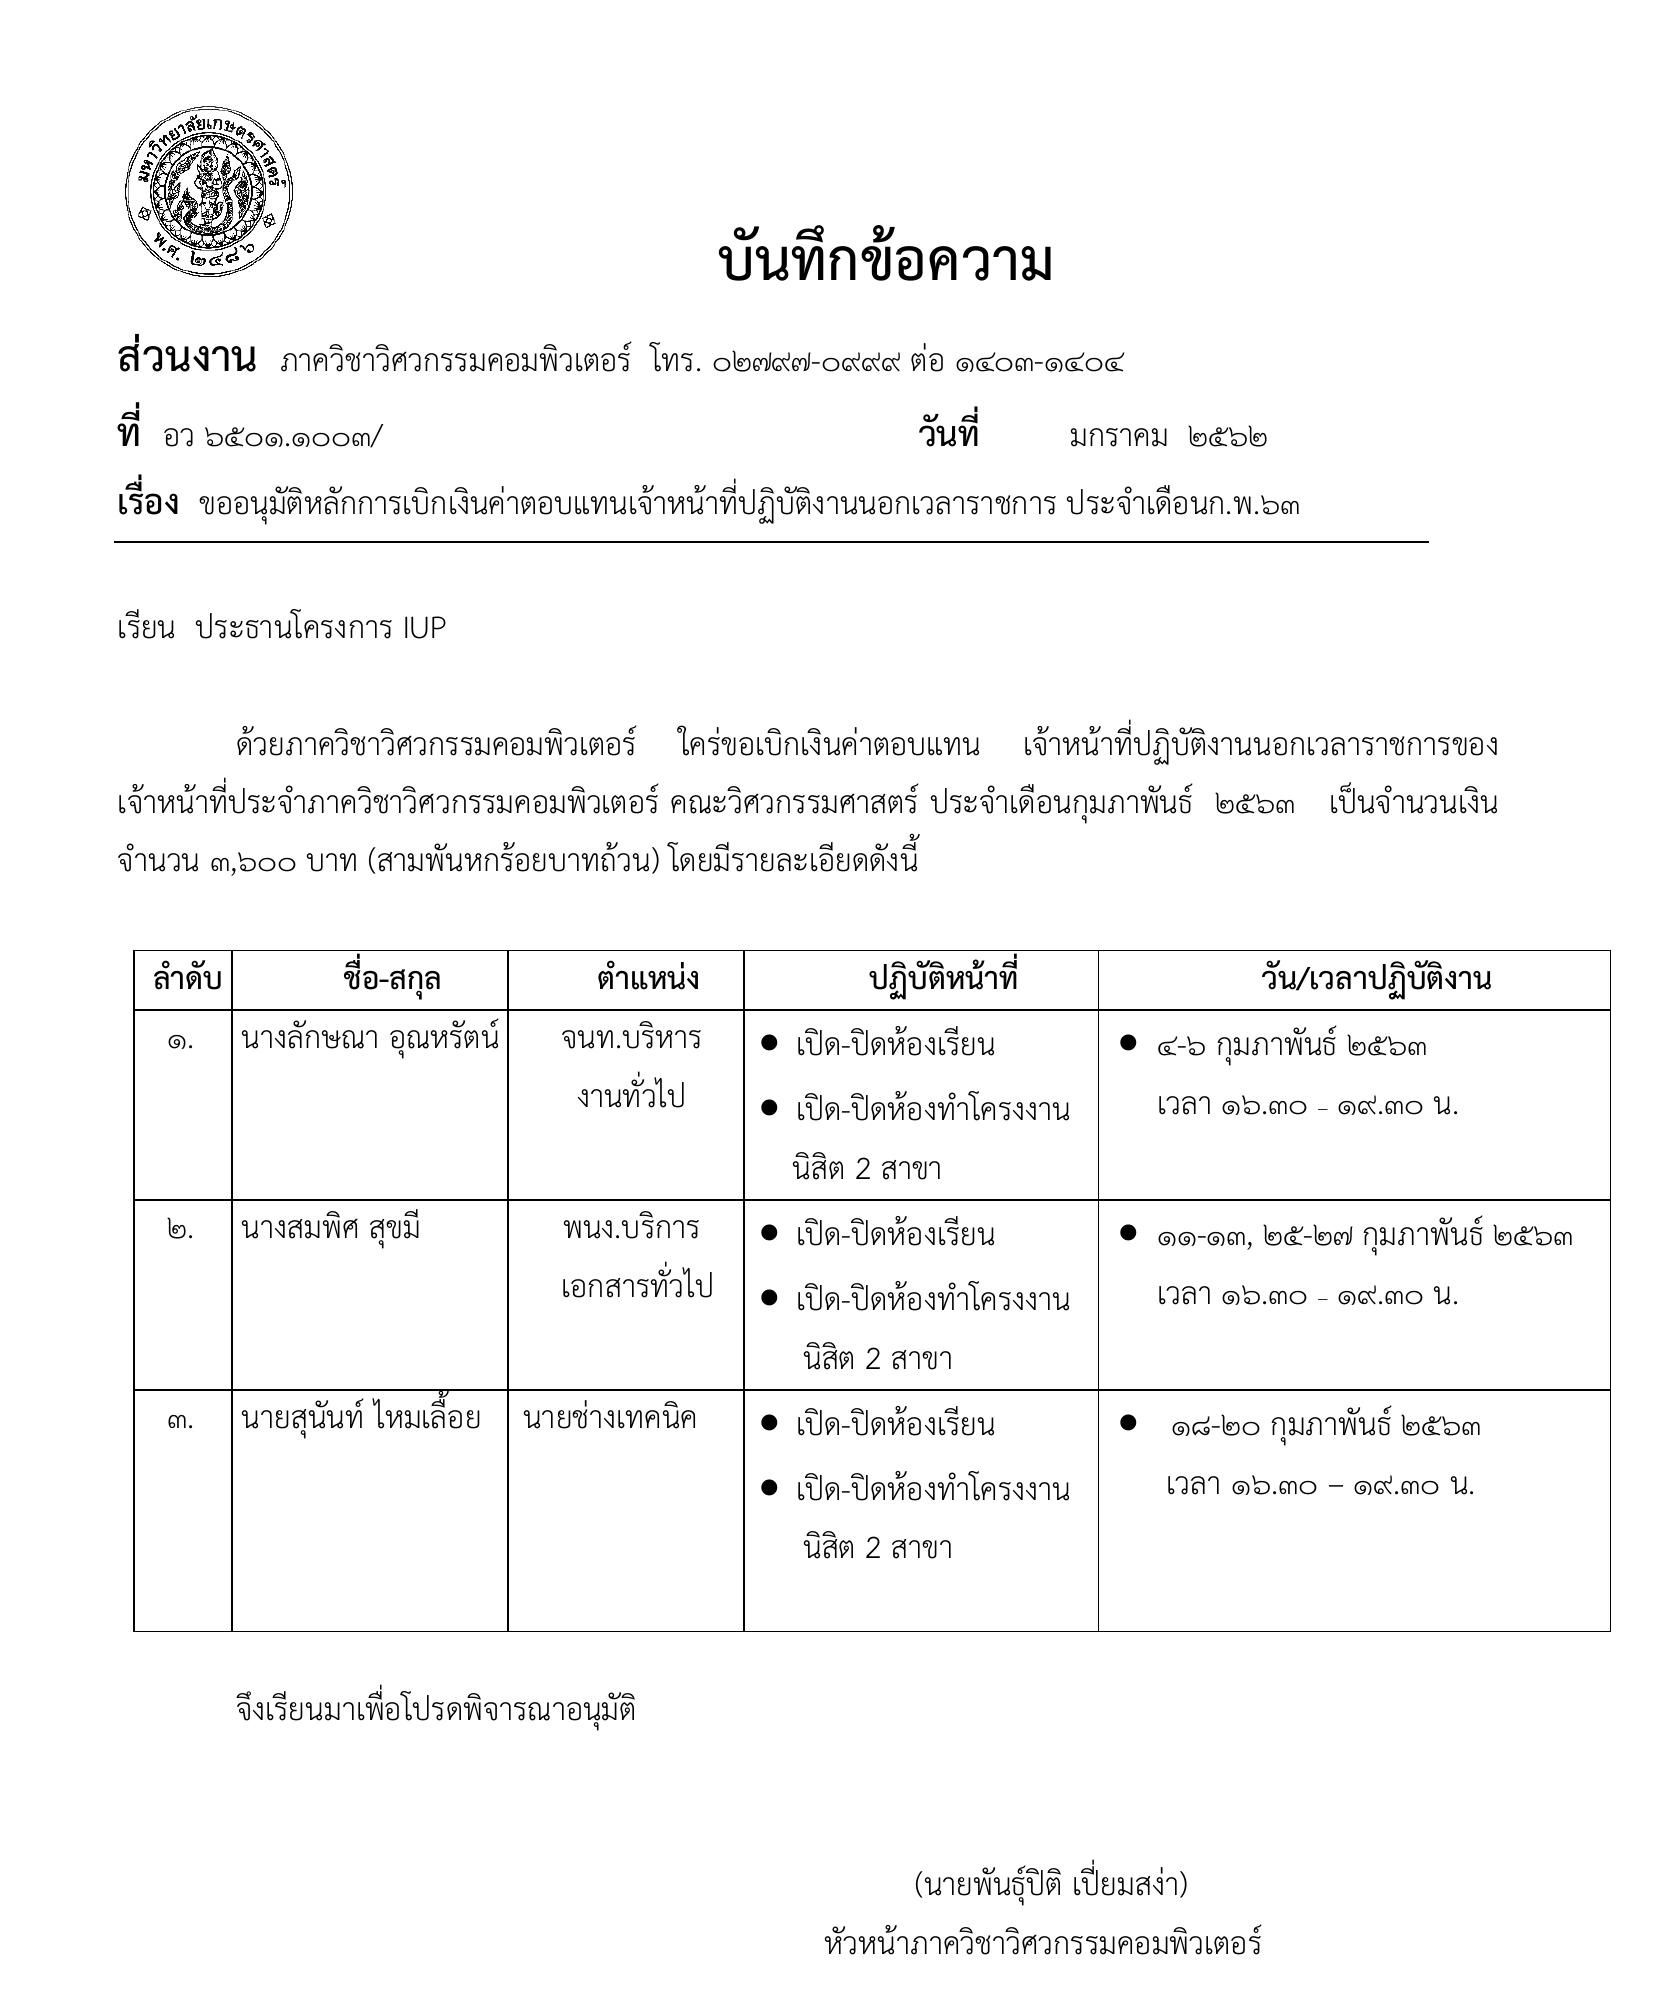 มหาวิทยาลัยเกษตรศาสตร์
พ.ศ. ๒๔๘๖
บันทึกข้อความ
ส่วนงาน ภาควิชาวิศวกรรมคอมพิวเตอร์ โทร. ๐๒๗๙๗-๐๙๙๙ ต่อ ๑๔๐๓-๑๔๐๔
ที่ อว ๖๕๐๑.๑๐๐๓/ วันที่ มกราคม ๒๕๖๒
เรื่อง ขออนุมัติหลักการเบิกเงินค่าตอบแทนเจ้าหน้าที่ปฏิบัติงานนอกเวลาราชการ ประจำเดือนก.พ.๖๓
เรียน ประธานโครงการ IUP
ด้วยภาควิชาวิศวกรรมคอมพิวเตอร์ ใคร่ขอเบิกเงินค่าตอบแทน เจ้าหน้าที่ปฏิบัติงานนอกเวลาราชการของ
เจ้าหน้าที่ประจำภาควิชาวิศวกรรมคอมพิวเตอร์ คณะวิศวกรรมศาสตร์ ประจำเดือนกุมภาพันธ์ ๒๕๖๓ เป็นจำนวนเงิน
จำนวน ๓,๖๐๐ บาท (สามพันหกร้อยบาทถ้วน) โดยมีรายละเอียดดังนี้
ลำดับ ชื่อ-สกุล ตำแหน่ง ปฏิบัติหน้าที่ วัน/เวลาปฏิบัติงาน
๑. นางลักษณา อุณหรัตน์ จนท.บริหาร ● เปิด-ปิดห้องเรียน ● ๔-๖ กุมภาพันธ์ ๒๕๖๓
งานทั่วไป ● เปิด-ปิดห้องทำโครงงาน เวลา ๑๖.๓๐ – ๑๙.๓๐ น.
นิสิต 2 สาขา
๒. นางสมพิศ สุขมี พนง.บริการ ● เปิด-ปิดห้องเรียน ● ๑๑-๑๓, ๒๕-๒๗ กุมภาพันธ์ ๒๕๖๓
เอกสารทั่วไป ● เปิด-ปิดห้องทำโครงงาน เวลา ๑๖.๓๐ – ๑๙.๓๐ น.
นิสิต 2 สาขา
๓. นายสุนันท์ ไหมเลื้อย นายช่างเทคนิค ● เปิด-ปิดห้องเรียน ● ๑๘-๒๐ กุมภาพันธ์ ๒๕๖๓
● เปิด-ปิดห้องทำโครงงาน เวลา ๑๖.๓๐ – ๑๙.๓๐ น.
นิสิต 2 สาขา
จึงเรียนมาเพื่อโปรดพิจารณาอนุมัติ
(นายพันธุ์ปิติ เปี่ยมสง่า)
หัวหน้าภาควิชาวิศวกรรมคอมพิวเตอร์